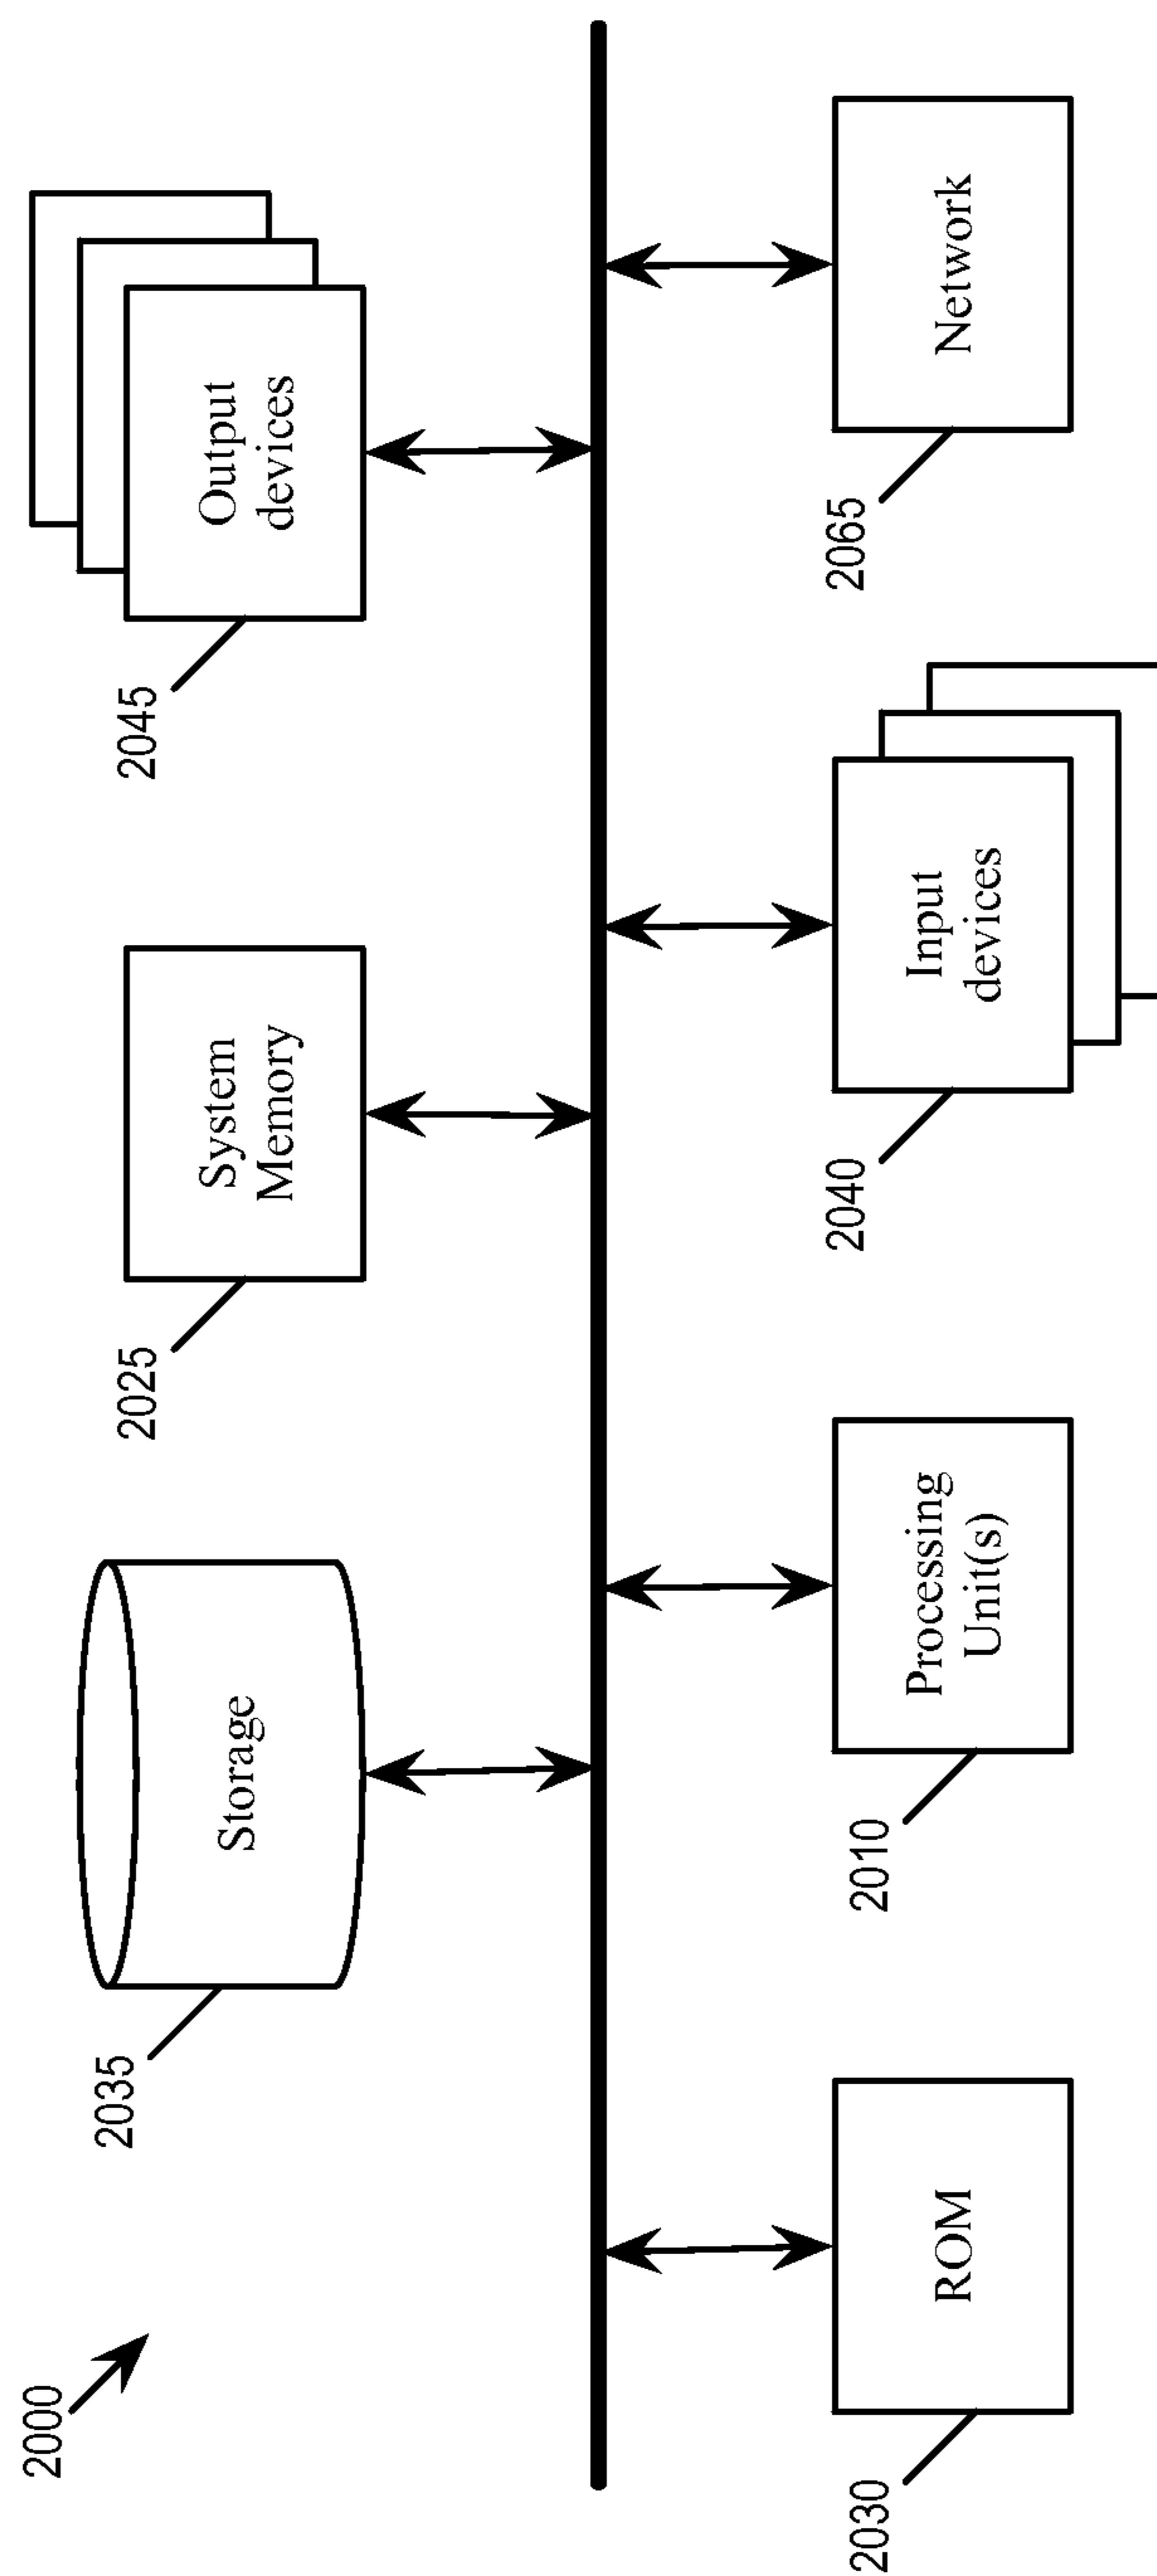 2000
2035
Storage
2025
System
Memory
2045
Output
devices
2030
ROM
2010
Processing
Unit(s)
2040
Input
devices
2065
Network